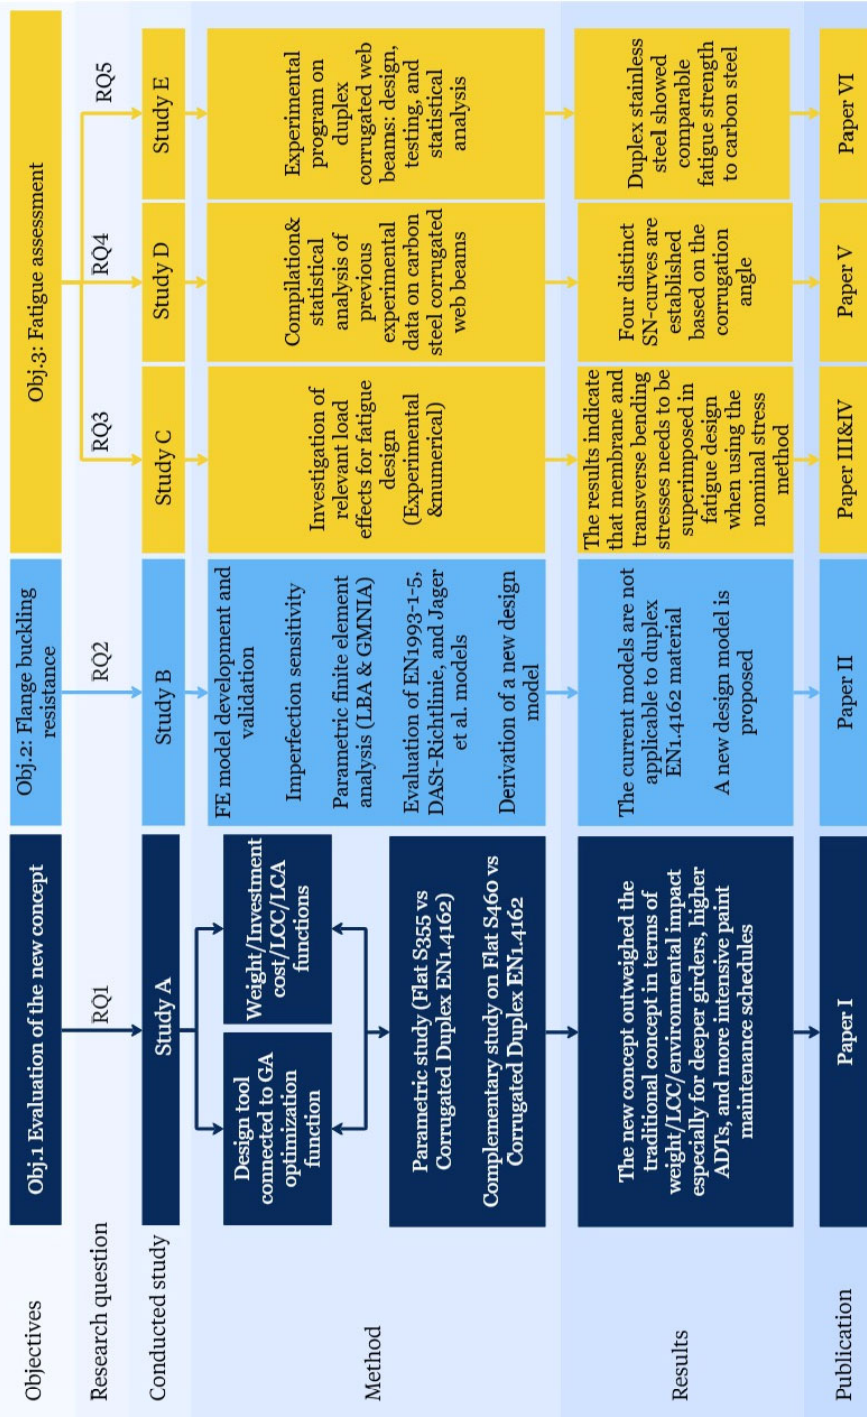 Objectives
Obj.1 Evaluation of the new concept
Obj.2: Flange buckling
resistance
Obj.3: Fatigue assessment
Research question
RQ1
RQ2
RQ3
RQ4
RQ5
Conducted study
Study A
Study B
Study C
Study D
Study E
Method
Design tool
connected to GA
optimization
function
Weight/Investment
cost/LCC/LCA
functions
Parametric study (Flat S355 vs
Corrugated Duplex EN1.4162)
Complementary study on Flat S460 vs
Corrugated Duplex EN1.4162
FE model development and
validation
Imperfection sensitivity
Parametric finite element
analysis (LBA & GMNIA)
Evaluation of EN1993-1-5,
DASt-Richtlinie, and Jager
et al. models
Derivation of a new design
model
Investigation of
relevant load
effects for fatigue
design
(Experimental
&numerical)
Compilation&
statistical
analysis of
previous
experimental
data on carbon
steel corrugated
web beams
Experimental
program on
duplex
corrugated web
beams: design,
testing, and
statistical
analysis
Results
The new concept outweighed the
traditional concept in terms of
weight/LCC/environmental impact
especially for deeper girders, higher
ADTs, and more intensive paint
maintenance schedules
The current models are not
applicable to duplex
EN1.4162 material
A new design model is
proposed
The results indicate
that membrane and
transverse bending
stresses needs to be
superimposed in
fatigue design
when using the
nominal stress
method
Four distinct
SN-curves are
established
based on the
corrugation
angle
Duplex stainless
steel showed
comparable
fatigue strength
to carbon steel
Publication
Paper I
Paper II
Paper III&IV
Paper V
Paper VI